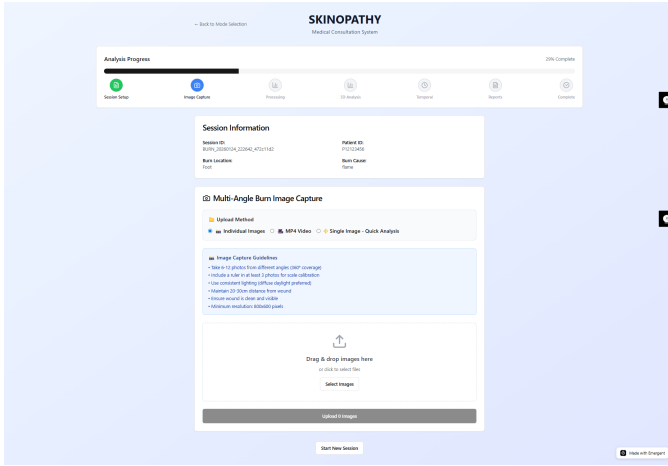 ← Back to Mode Selection
SKINOPATHY
Medical Consultation System
Analysis Progress
29% Complete
Session Setup
Image Capture
Processing
3D Analysis
Temporal
Reports
Complete
Session Information
Session ID:
Patient ID:
P12123456
Burn Location:
Burn Cause:
Foot
flame
Multi-Angle Burn Image Capture
Upload Method
Individual Images
MP4 Video
Single Image - Quick Analysis
Image Capture Guidelines
• Take 6-12 photos from different angles (360° coverage)
• Include a ruler in at least 3 photos for scale calibration
• Use consistent lighting (diffuse daylight preferred)
• Maintain 20-30cm distance from wound
• Ensure wound is clean and visible
• Minimum resolution: 800x600 pixels
Drag & drop images here
or click to select files
Select Images
Upload 0 Images
Start New Session
Made with Emergent